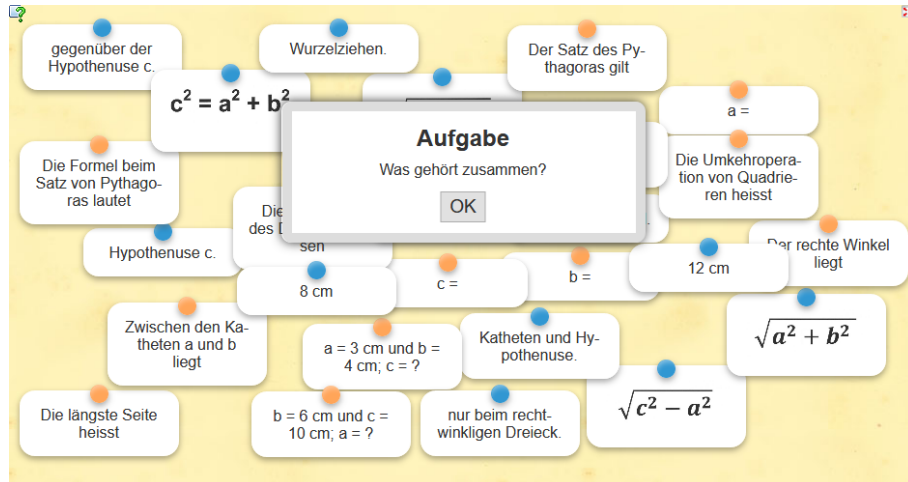 gegenüber der
Hypothenuse c.
Wurzelziehen.
Der Satz des Py-
thagoras gilt
c² = a² + b²
a =
Aufgabe
Was gehört zusammen?
OK
Die Formel beim
Satz von Pythago-
ras lautet
Die Umkehropera-
tion von Quadrie-
ren heisst
Die
des
sen
Hypothenuse c.
Der rechte Winkel
liegt
8 cm
c =
b =
12 cm
Zwischen den Ka-
theten a und b
liegt
a = 3 cm und b =
4 cm; c = ?
Katheten und Hy-
pothenuse.
√(a² + b²)
√(c² − a²)
Die längste Seite
heisst
b = 6 cm und c =
10 cm; a = ?
nur beim recht-
winkligen Dreieck.